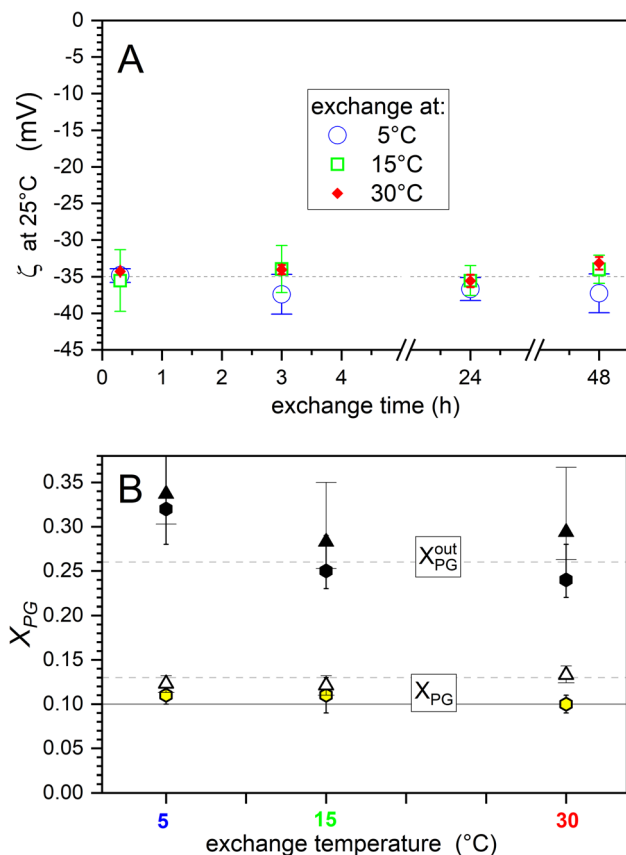 A
0
-5
-10
-15
-20
-25
-30
-35
-40
-45
ζ at 25°C (mV)
exchange at:
5°C
15°C
30°C
0 1 2 3 4 24 48
exchange time (h)
B
0.35
0.30
0.25
0.20
0.15
0.10
0.05
0.00
X_PG
X_PG^out
X_PG
5 15 30
exchange temperature (°C)